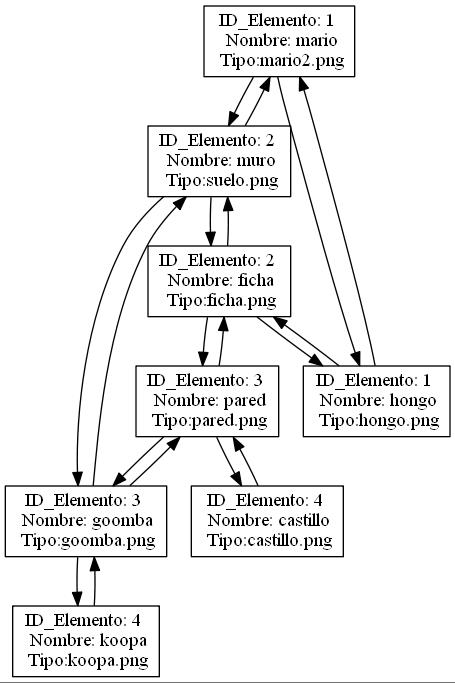 ID_Elemento: 1
Nombre: mario
Tipo:mario2.png
ID_Elemento: 2
Nombre: muro
Tipo:suelo.png
ID_Elemento: 2
Nombre: ficha
Tipo:ficha.png
ID_Elemento: 3
Nombre: pared
Tipo:pared.png
ID_Elemento: 1
Nombre: hongo
Tipo:hongo.png
ID_Elemento: 3
Nombre: goomba
Tipo:goomba.png
ID_Elemento: 4
Nombre: castillo
Tipo:castillo.png
ID_Elemento: 4
Nombre: koopa
Tipo:koopa.png